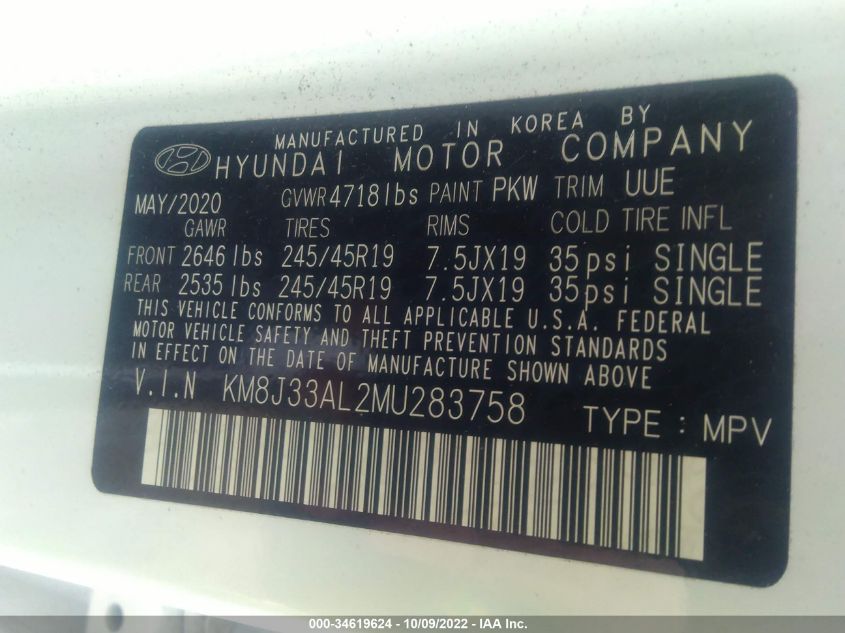 MANUFACTURED IN KOREA BY
HYUNDAI MOTOR COMPANY
MAY/2020 GVWR 4718lbs PAINT PKW TRIM UUE
GAWR TIRES RIMS COLD TIRE INFL
FRONT 2646lbs 245/45R19 7.5JX19 35psi SINGLE
REAR 2535lbs 245/45R19 7.5JX19 35psi SINGLE
THIS VEHICLE CONFORMS TO ALL APPLICABLE U.S.A. FEDERAL
MOTOR VEHICLE SAFETY AND THEFT PREVENTION STANDARDS
IN EFFECT ON THE DATE OF MANUFACTURE SHOWN ABOVE
V.I.N KM8J33AL2MU283758 TYPE : MPV
000-34619624 - 10/09/2022 - IAA Inc.